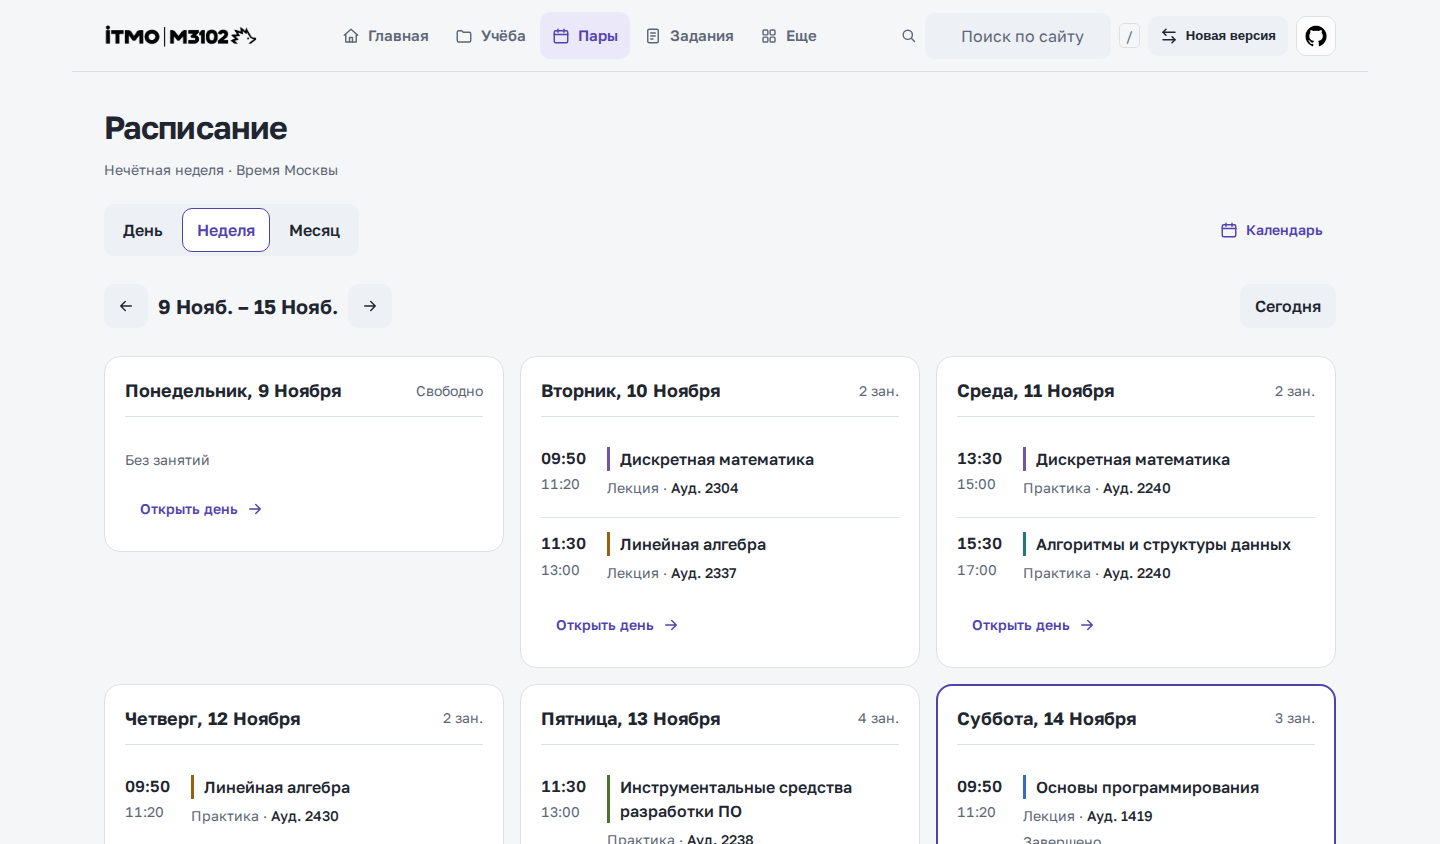 iTMO | M3102
Главная
Учёба
Пары
Задания
Еще
Поиск по сайту
/
Новая версия
Расписание
Нечётная неделя · Время Москвы
День
Неделя
Месяц
Календарь
9 Нояб. – 15 Нояб.
Сегодня
Понедельник, 9 Ноября
Свободно
Без занятий
Открыть день
Вторник, 10 Ноября
2 зан.
09:50
11:20
Дискретная математика
Лекция · Ауд. 2304
11:30
13:00
Линейная алгебра
Лекция · Ауд. 2337
Открыть день
Среда, 11 Ноября
2 зан.
13:30
15:00
Дискретная математика
Практика · Ауд. 2240
15:30
17:00
Алгоритмы и структуры данных
Практика · Ауд. 2240
Открыть день
Четверг, 12 Ноября
2 зан.
09:50
11:20
Линейная алгебра
Практика · Ауд. 2430
Пятница, 13 Ноября
4 зан.
11:30
13:00
Инструментальные средства
разработки ПО
Практика · Ауд. 2238
Суббота, 14 Ноября
3 зан.
09:50
11:20
Основы программирования
Лекция · Ауд. 1419
Завершено